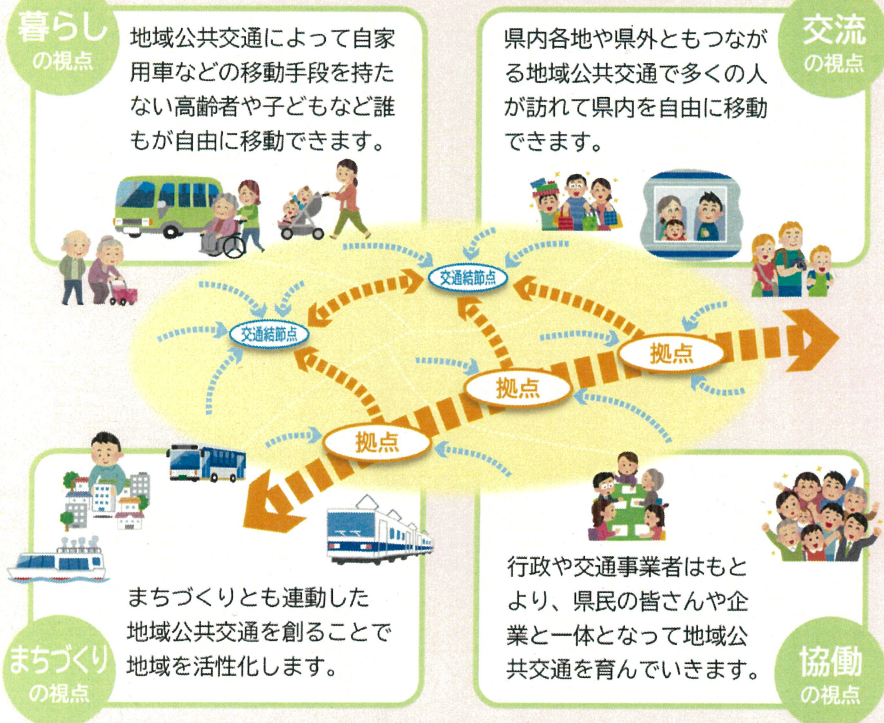 暮らし
の視点
地域公共交通によって自家
用車などの移動手段を持た
ない高齢者や子どもなど誰
もが自由に移動できます。
交流
の視点
県内各地や県外ともつなが
る地域公共交通で多くの人
が訪れて県内を自由に移動
できます。
交通結節点
交通結節点
拠点
拠点
拠点
まちづくりとも連動した
地域公共交通を創ることで
地域を活性化します。
まちづくり
の視点
行政や交通事業者はもと
より、県民の皆さんや企
業と一体となって地域公
共交通を育んでいきます。
協働
の視点